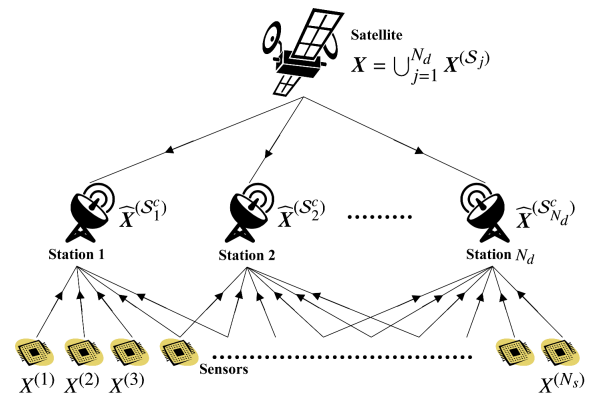 Satellite
X = ⋃_{j=1}^{N_d} X^{(S_j)}
X̂^{(S_1^c)} X̂^{(S_2^c)} ......... X̂^{(S_{N_d}^c)}
Station 1 Station 2 Station N_d
Sensors
X^{(1)} X^{(2)} X^{(3)} X^{(N_s)}